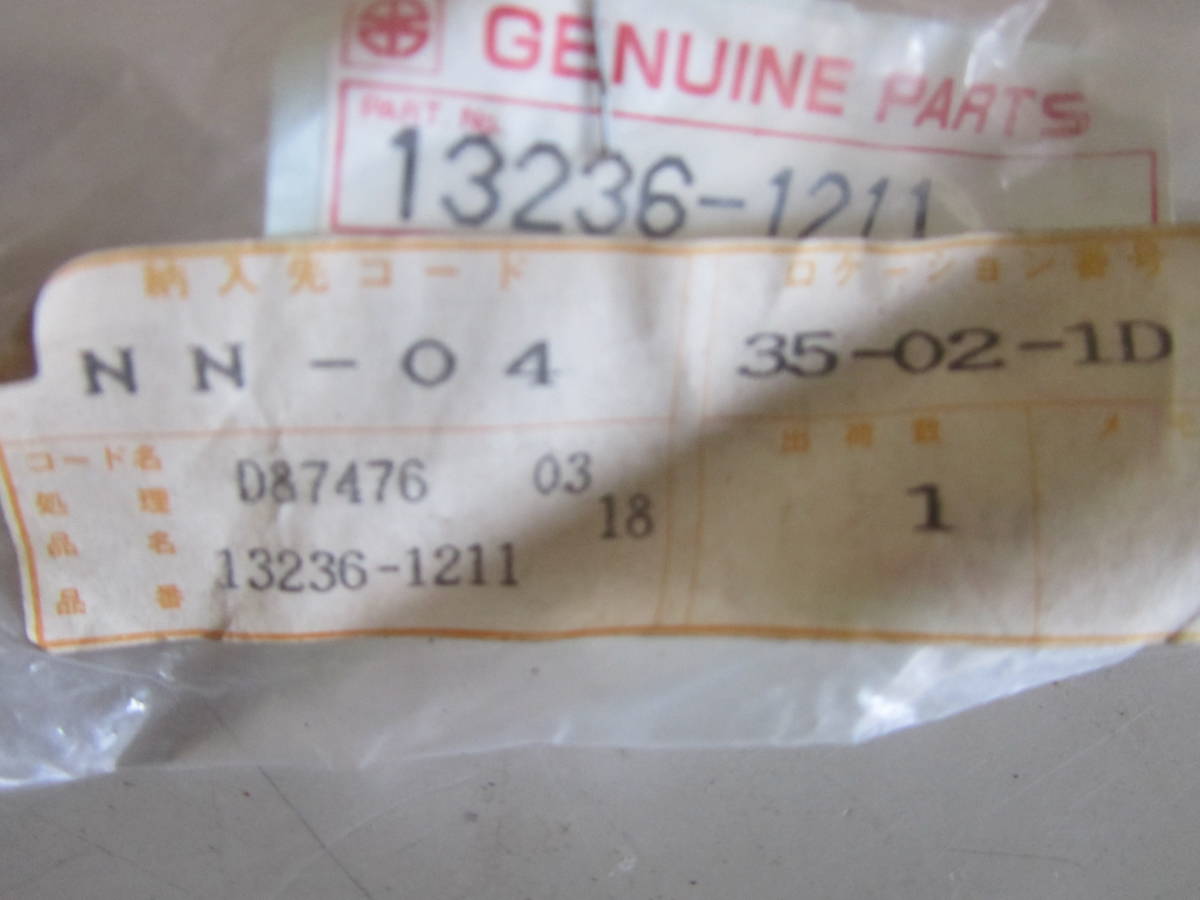 GENUINE PARTS
PART No.
13236-1211
納入先コード
ロケーション番号
NN-04
35-02-1D
コード名
処理
D87476 03
出荷数
メ
品名
18
1
品番
13236-1211